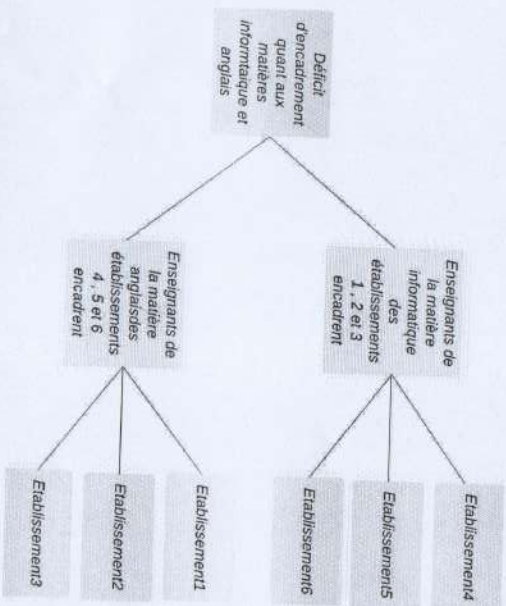 Déficit
d'encadrement
quant aux
matières
informtaique et
anglais
Enseignants de
la matière
informatique
des
établissements
1 , 2 et 3
encadrent
Etablissement4
Etablissement5
Etablissement6
Enseignants de
la matière
anglaisdes
établissements
4 , 5 et 6
encadrent
Etablissement1
Etablissement2
Etablissement3